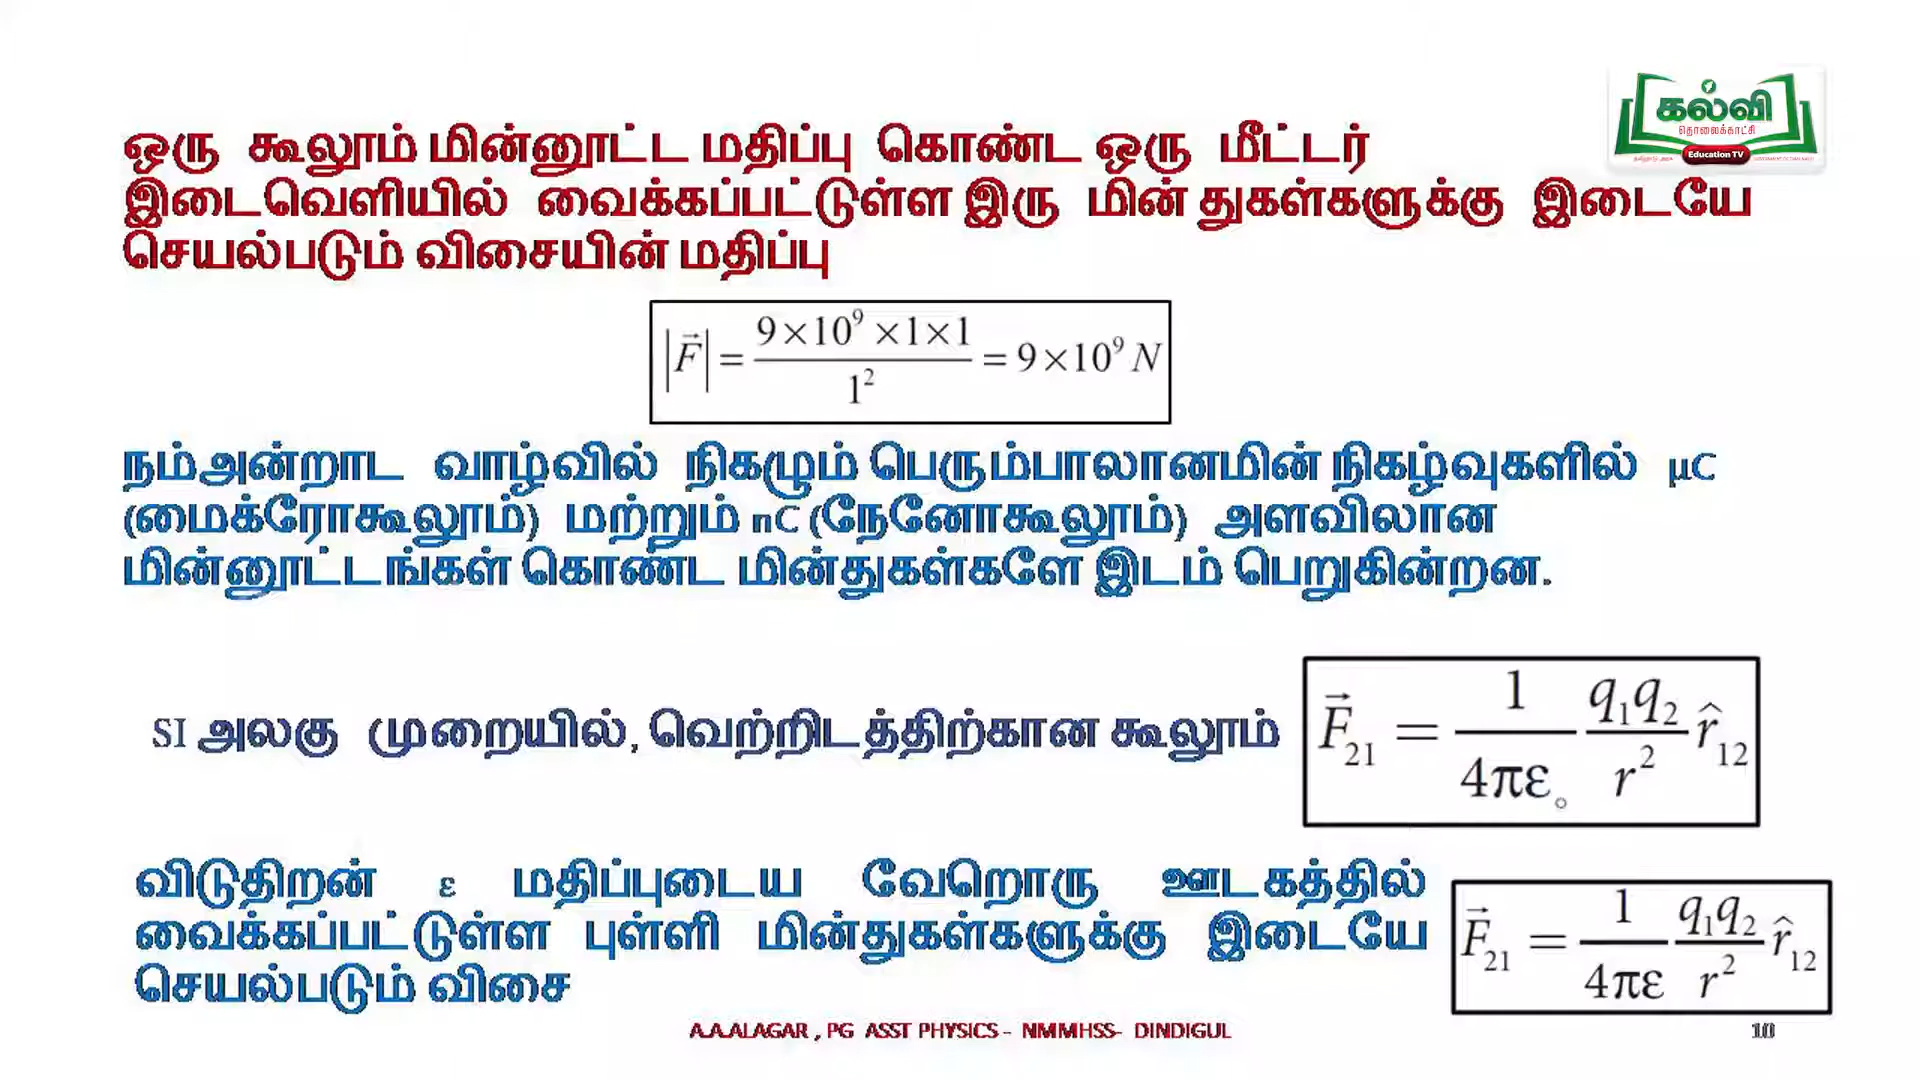 கல்வி
தொலைக்காட்சி
Education TV
ஒரு கூலூம் மின்னூட்ட மதிப்பு கொண்ட ஒரு மீட்டர்
இடைவெளியில் வைக்கப்பட்டுள்ள இரு மின் துகள்களுக்கு இடையே
செயல்படும் விசையின் மதிப்பு
|F⃗| = 9×10⁹ ×1×1 / 1² = 9×10⁹ N
நம்அன்றாட வாழ்வில் நிகழும் பெரும்பாலானமின் நிகழ்வுகளில் μC
(மைக்ரோகூலூம்) மற்றும் nC (நேனோகூலூம்) அளவிலான
மின்னூட்டங்கள் கொண்ட மின்துகள்களே இடம் பெறுகின்றன.
SI அலகு முறையில், வெற்றிடத்திற்கான கூலூம்
F⃗₂₁ = 1/4πε₀ q₁q₂/r² r̂₁₂
விடுதிறன் ε மதிப்புடைய வேறொரு ஊடகத்தில்
வைக்கப்பட்டுள்ள புள்ளி மின்துகள்களுக்கு இடையே
செயல்படும் விசை
F⃗₂₁ = 1/4πε q₁q₂/r² r̂₁₂
A.A.ALAGAR , PG ASST PHYSICS - NMMHSS- DINDIGUL
10